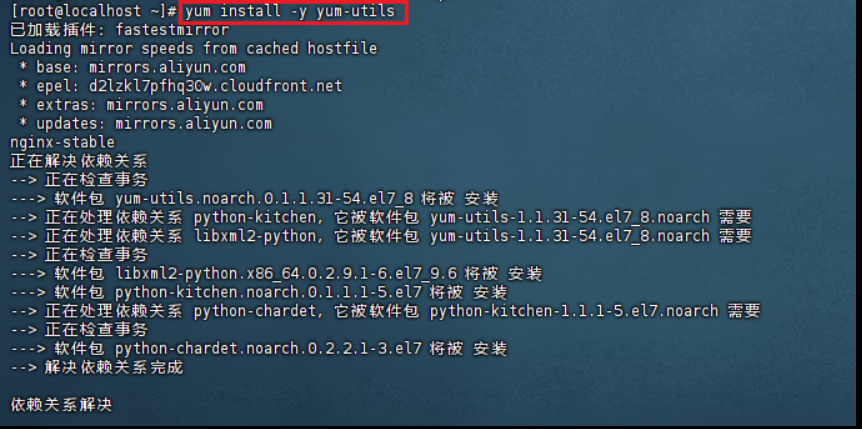 [root@localhost ~]# yum install -y yum-utils
已加载插件: fastestmirror
Loading mirror speeds from cached hostfile
 * base: mirrors.aliyun.com
 * epel: d2lzkl7pfhq30w.cloudfront.net
 * extras: mirrors.aliyun.com
 * updates: mirrors.aliyun.com
nginx-stable
正在解决依赖关系
--> 正在检查事务
---> 软件包 yum-utils.noarch.0.1.1.31-54.el7_8 将被 安装
--> 正在处理依赖关系 python-kitchen, 它被软件包 yum-utils-1.1.31-54.el7_8.noarch 需要
--> 正在处理依赖关系 libxml2-python, 它被软件包 yum-utils-1.1.31-54.el7_8.noarch 需要
--> 正在检查事务
---> 软件包 libxml2-python.x86_64.0.2.9.1-6.el7_9.6 将被 安装
---> 软件包 python-kitchen.noarch.0.1.1.1-5.el7 将被 安装
--> 正在处理依赖关系 python-chardet, 它被软件包 python-kitchen-1.1.1-5.el7.noarch 需要
--> 正在检查事务
---> 软件包 python-chardet.noarch.0.2.2.1-3.el7 将被 安装
--> 解决依赖关系完成
依赖关系解决